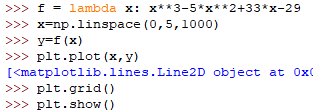 >>> f = lambda x: x**3-5*x**2+33*x-29
>>> x=np.linspace(0,5,1000)
>>> y=f(x)
>>> plt.plot(x,y)
[<matplotlib.lines.Line2D object at 0x0
>>> plt.grid()
>>> plt.show()